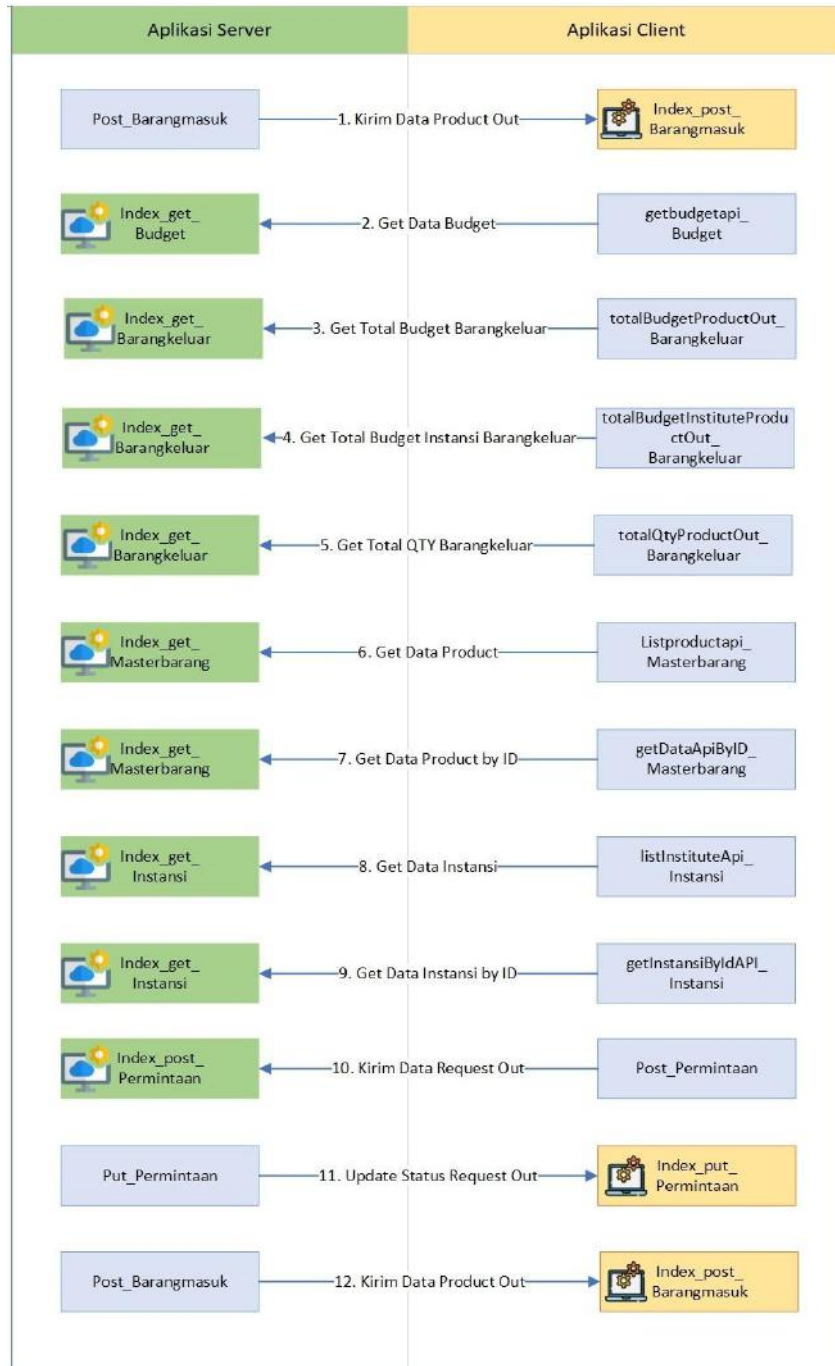 Aplikasi Server
Aplikasi Client
Post_Barangmasuk
1. Kirim Data Product Out
Index_post_
Barangmasuk
Index_get_
Budget
2. Get Data Budget
getbudgetapi_
Budget
Index_get_
Barangkeluar
3. Get Total Budget Barangkeluar
totalBudgetProductOut_
Barangkeluar
Index_get_
Barangkeluar
4. Get Total Budget Instansi Barangkeluar
totalBudgetInstituteProdu
ctOut_
Barangkeluar
Index_get_
Barangkeluar
5. Get Total QTY Barangkeluar
totalQtyProductOut_
Barangkeluar
Index_get_
Masterbarang
6. Get Data Product
Listproductapi_
Masterbarang
Index_get_
Masterbarang
7. Get Data Product by ID
getDataApiByID_
Masterbarang
Index_get_
Instansi
8. Get Data Instansi
listInstituteApi_
Instansi
Index_get_
Instansi
9. Get Data Instansi by ID
getInstansiByIdAPI_
Instansi
Index_post_
Permintaan
10. Kirim Data Request Out
Post_Permintaan
Put_Permintaan
11. Update Status Request Out
Index_put_
Permintaan
Post_Barangmasuk
12. Kirim Data Product Out
Index_post_
Barangmasuk